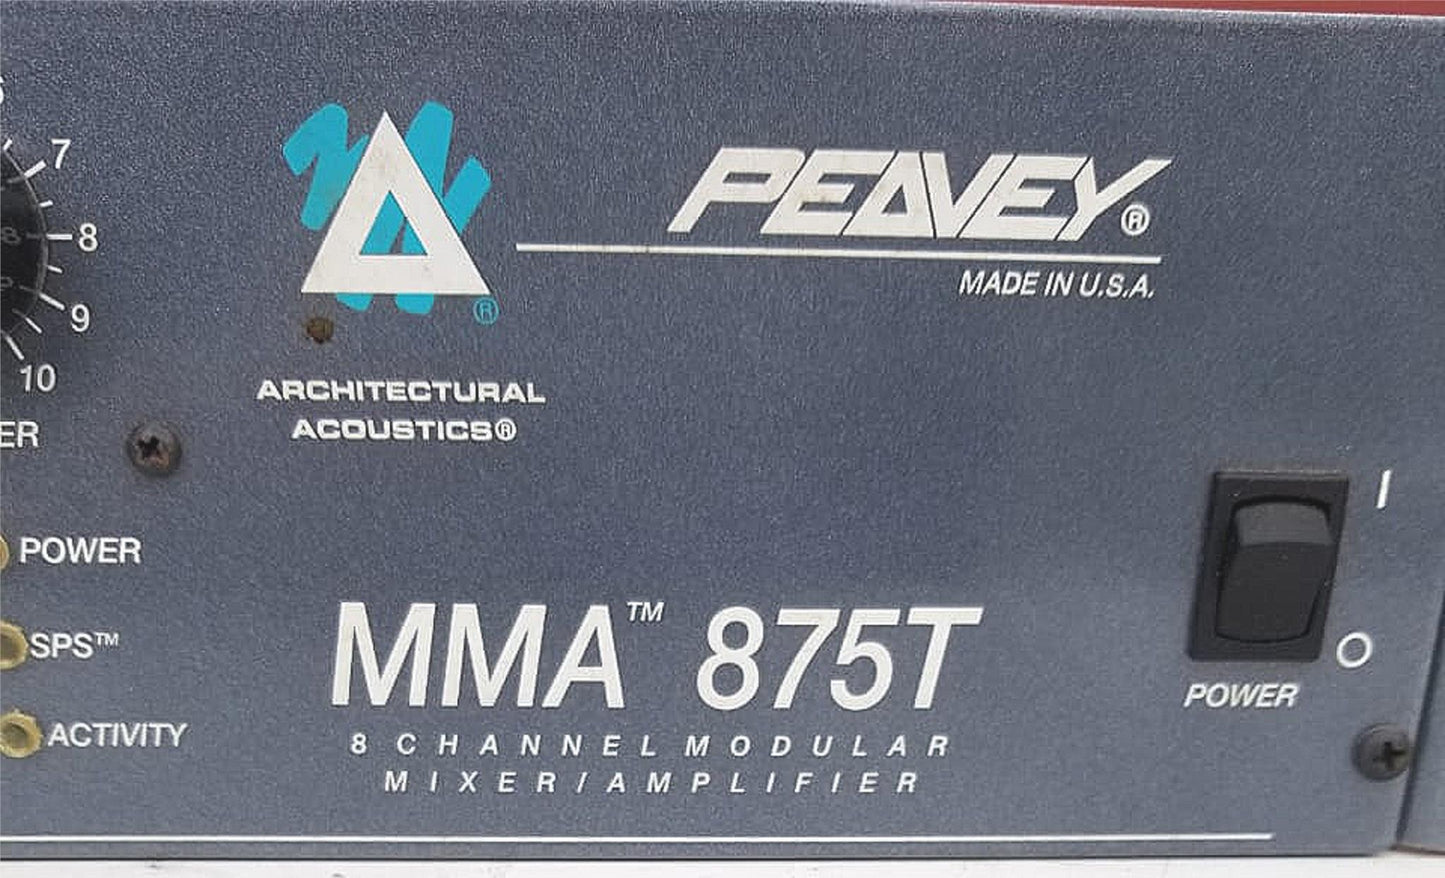 7
8
9
10
PEAVEY®
MADE IN U.S.A.
®
ARCHITECTURAL
ACOUSTICS®
POWER
SPS™
ACTIVITY
MMA™ 875T
8 CHANNEL MODULAR
MIXER/AMPLIFIER
I
O
POWER